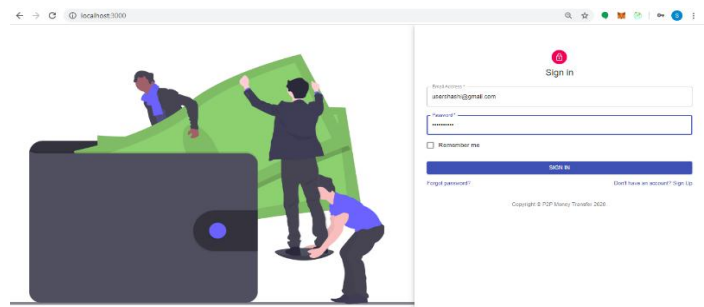 localhost:3000
S
Sign in
Email Address *
usershashi@gmail.com
Password *
••••••••••
Remember me
SIGN IN
Forgot password?
Don't have an account? Sign Up
Copyright © P2P Money Transfer 2020